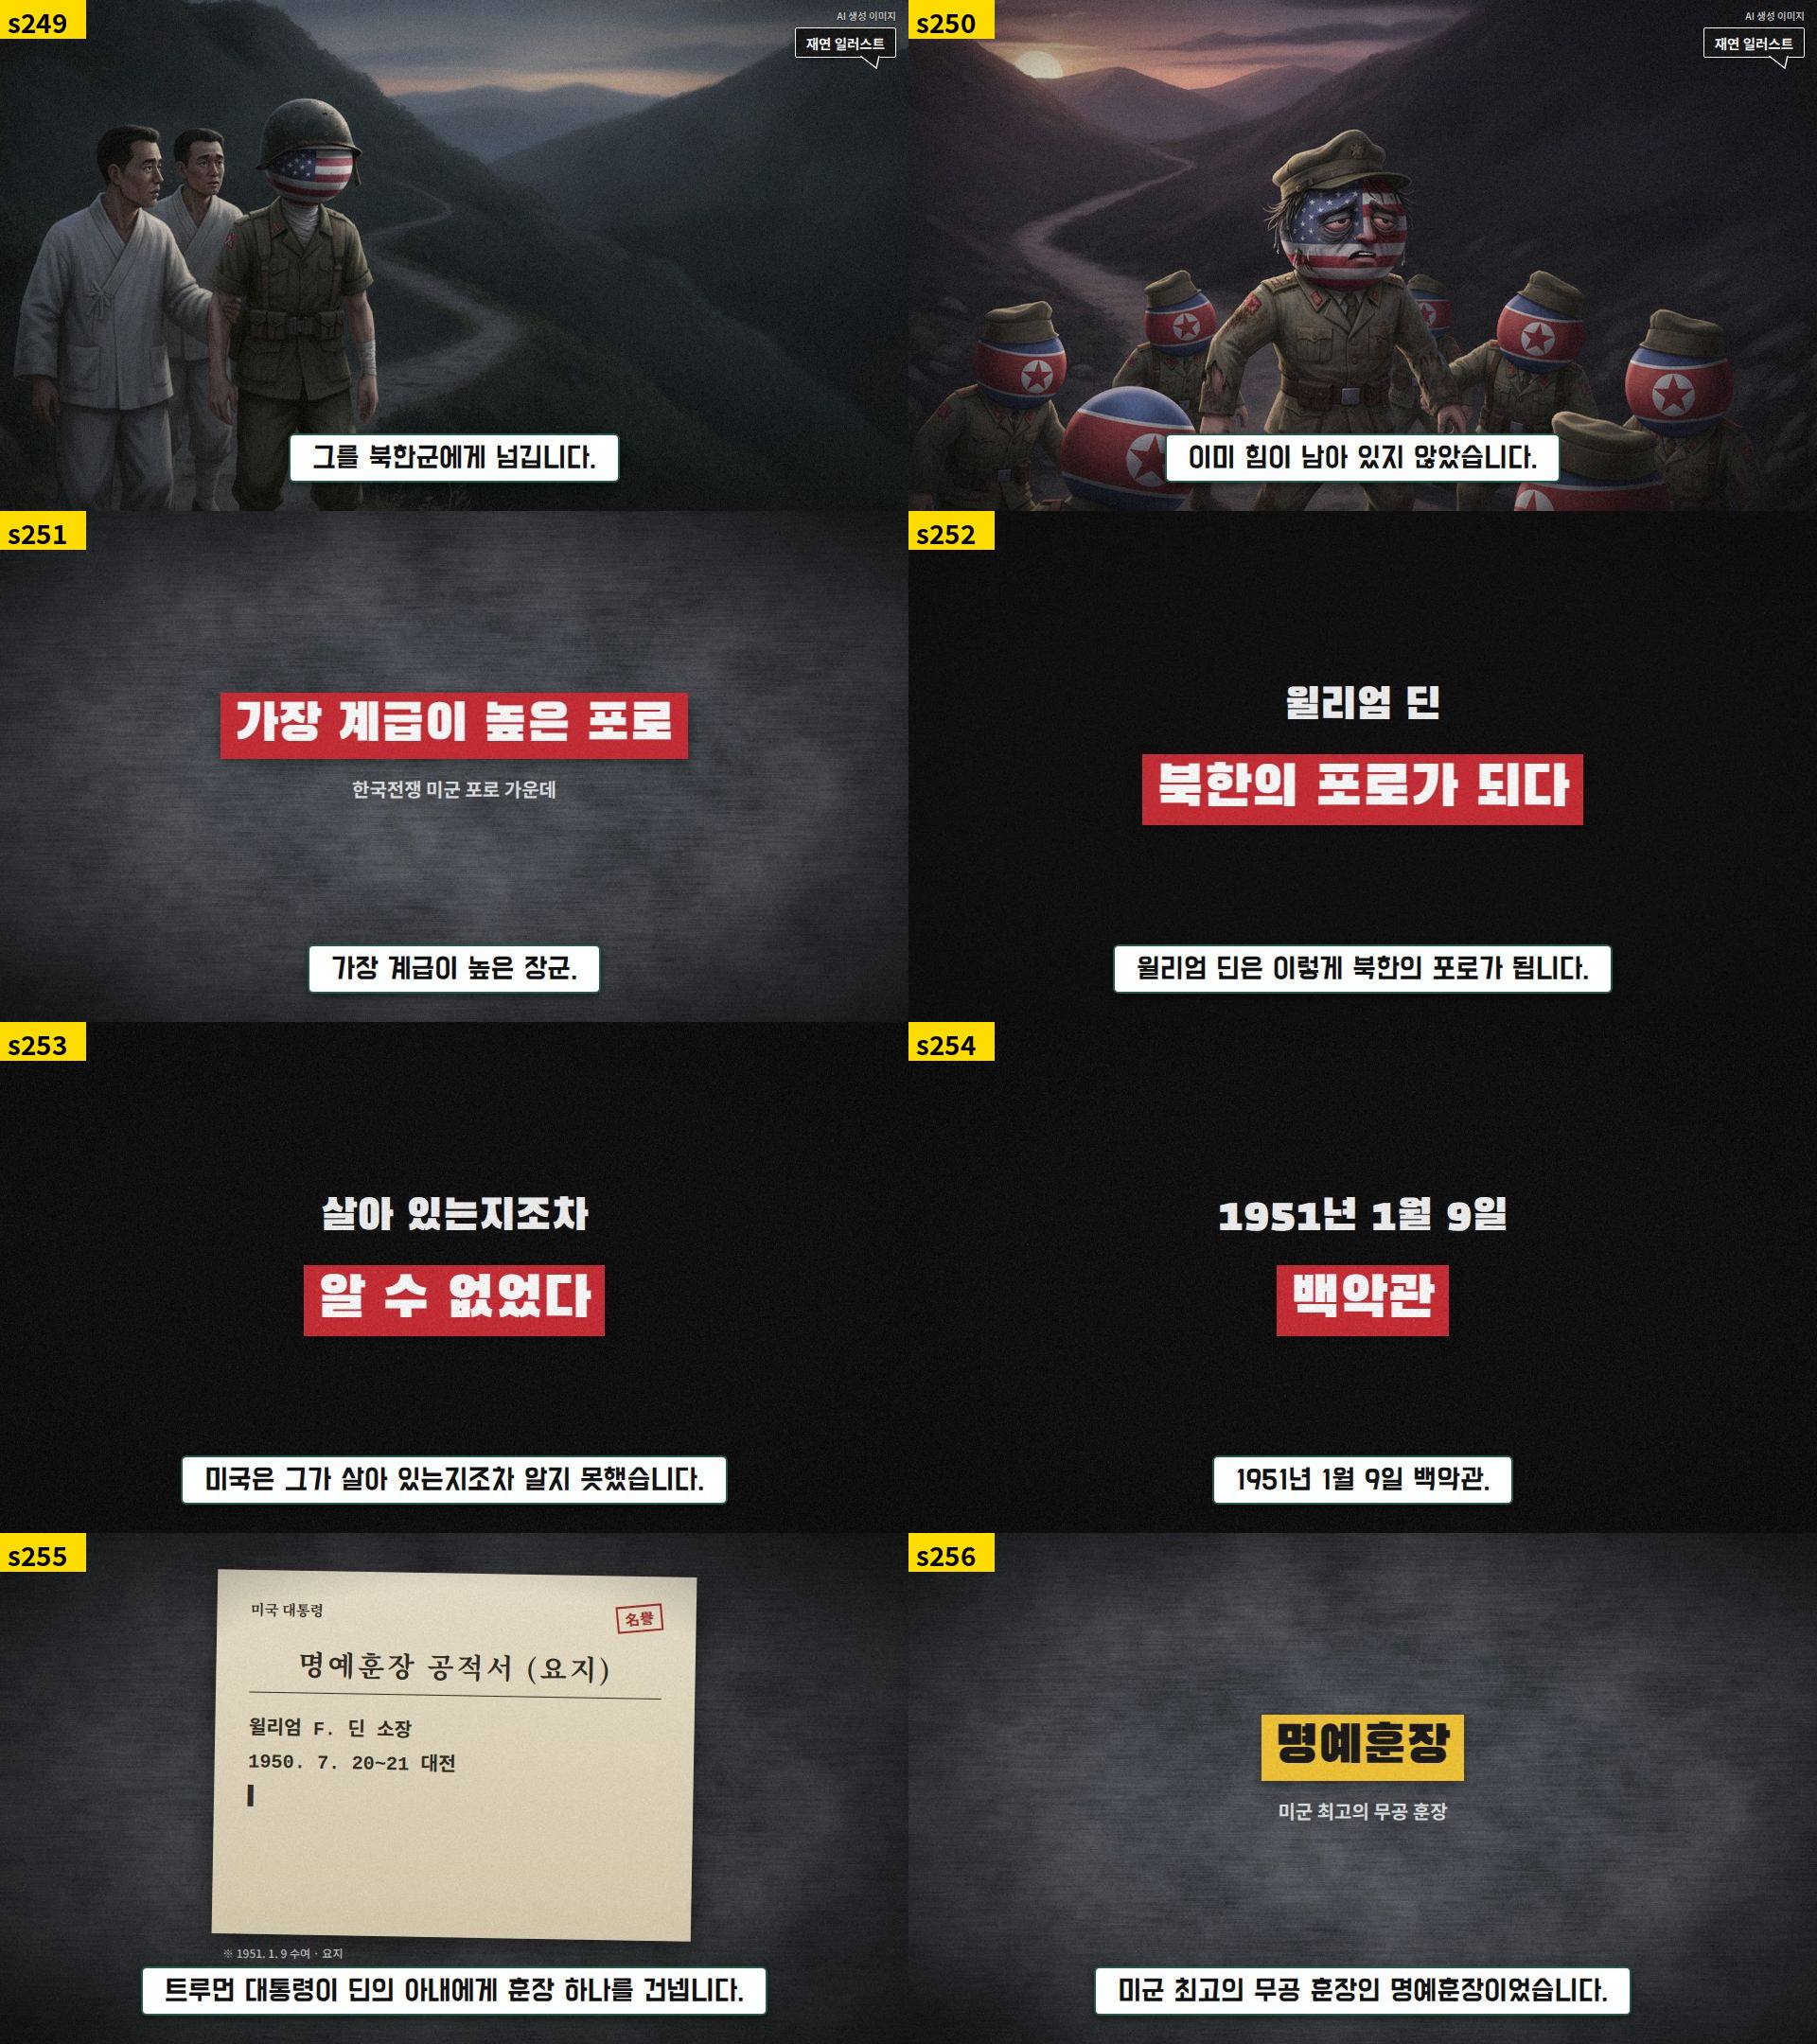 s249
AI 생성 이미지
재연 일러스트
그를 북한군에게 넘깁니다.
s250
AI 생성 이미지
재연 일러스트
이미 힘이 남아 있지 않았습니다.
s251
가장 계급이 높은 포로
한국전쟁 미군 포로 가운데
가장 계급이 높은 장군.
s252
윌리엄 딘
북한의 포로가 되다
윌리엄 딘은 이렇게 북한의 포로가 됩니다.
s253
살아 있는지조차
알 수 없었다
미국은 그가 살아 있는지조차 알지 못했습니다.
s254
1951년 1월 9일
백악관
1951년 1월 9일 백악관.
s255
미국 대통령
名譽
명예훈장 공적서 (요지)
윌리엄 F. 딘 소장
1950. 7. 20~21 대전
※ 1951. 1. 9 수여 · 요지
트루먼 대통령이 딘의 아내에게 훈장 하나를 건넵니다.
s256
명예훈장
미군 최고의 무공 훈장
미군 최고의 무공 훈장인 명예훈장이었습니다.